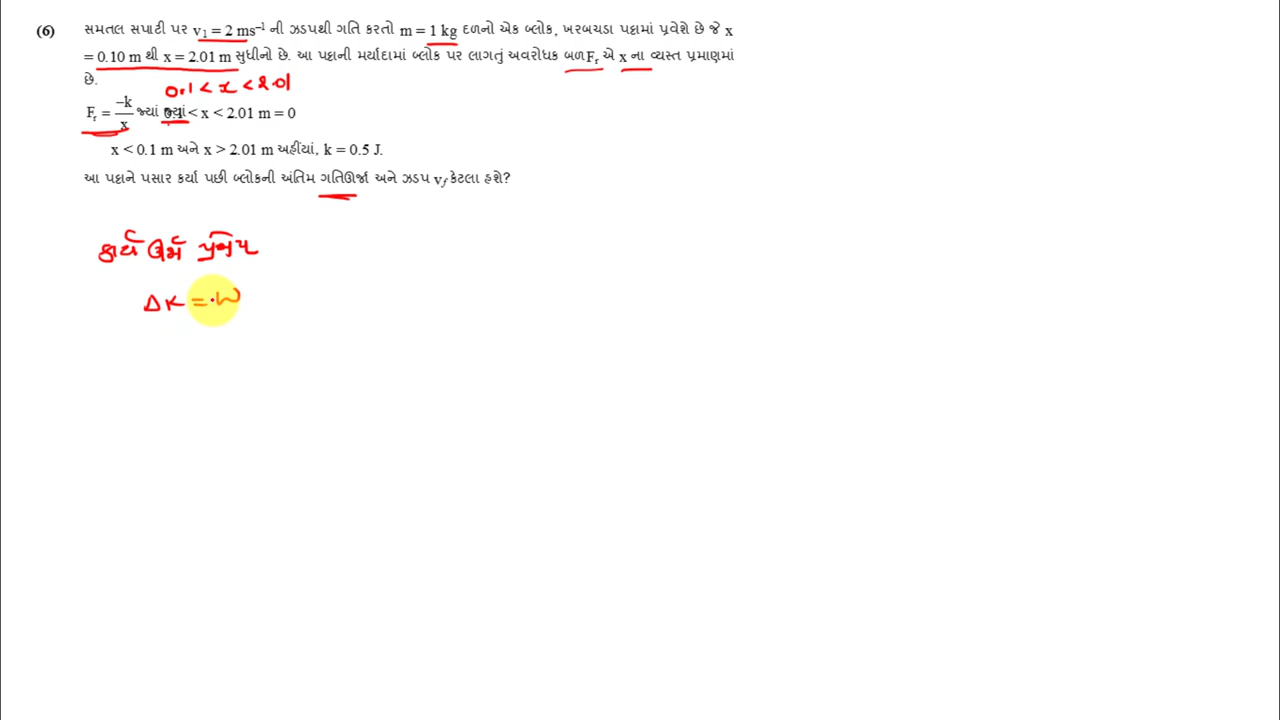 (6) સમતલ સપાટી પર v₁ = 2 ms⁻¹ ની ઝડપથી ગતિ કરતો m = 1 kg દળનો એક બ્લોક, ખરબચડા પટ્ટામાં પ્રવેશે છે જે x
= 0.10 m થી x = 2.01 m સુધીનો છે. આ પટ્ટાની મર્યાદામાં બ્લોક પર લાગતું અવરોધક બળ Fᵣ એ x ના વ્યસ્ત પ્રમાણમાં
છે.
0.1 < x < 2.01
Fᵣ = –k/x જ્યાં 0.1 < x < 2.01 m = 0
x < 0.1 m અને x > 2.01 m અહીંયાં, k = 0.5 J.
આ પટ્ટાને પસાર કર્યા પછી બ્લોકની અંતિમ ગતિઊર્જા અને ઝડપ v_f કેટલા હશે?
કાર્ય ઊર્જા પ્રમેય
ΔK = W